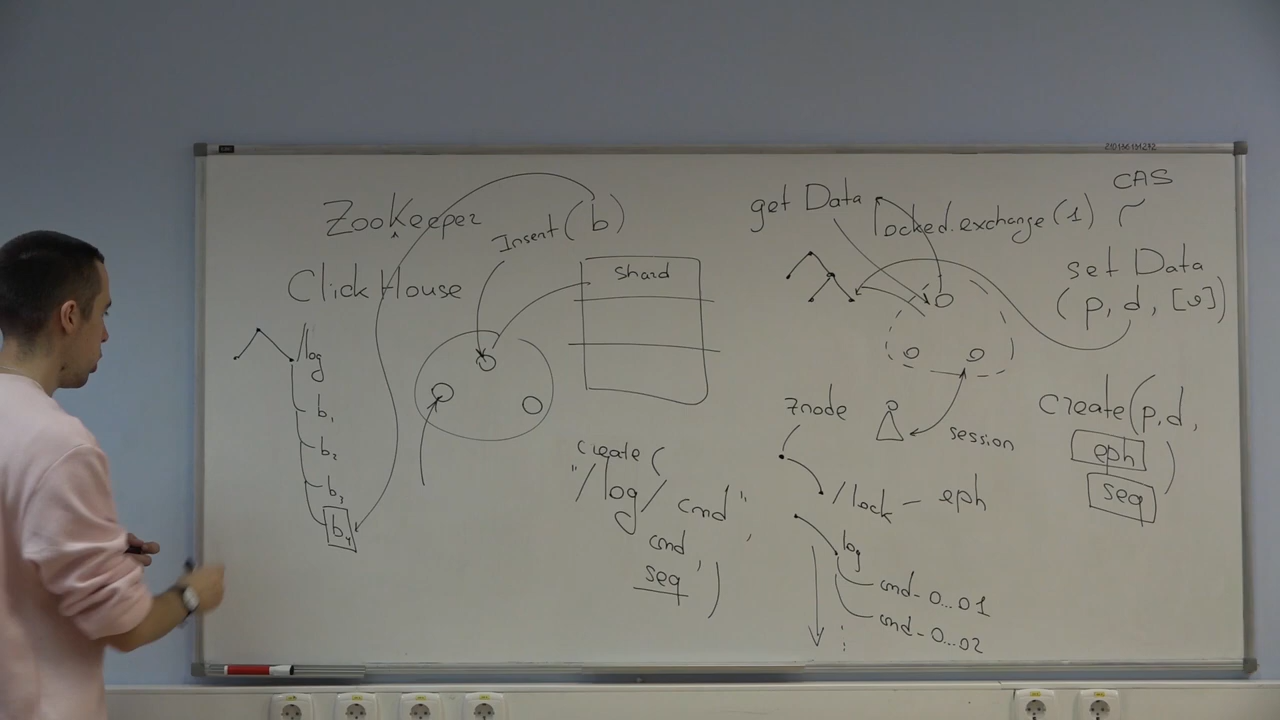 ZooKeeper
Insert(b)
ClickHouse
Shard
/log
b1
b2
b3
b4
create(
"/log/cmd",
cmd,
seq)
get Data
locked.exchange(1)
CAS
set Data
(p, d, [v])
znode
session
create(p,d,
eph
seq)
/lock - eph
log
cmd-0...01
cmd-0...02